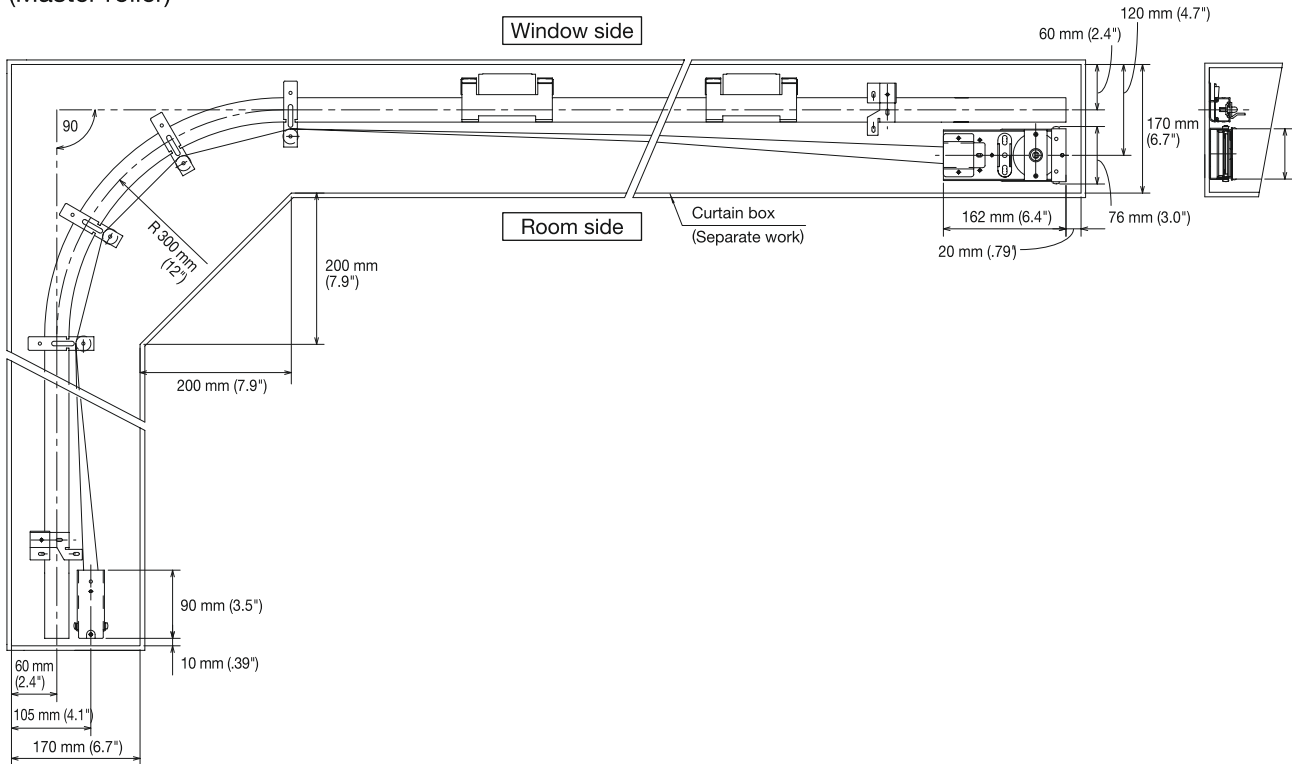 (Master roller)
120 mm (4.7")
Window side
60 mm (2.4")
90
170 mm
(6.7")
R 300 mm
(12")
Room side
Curtain box
(Separate work)
162 mm (6.4")
76 mm (3.0")
20 mm (.79")
200 mm
(7.9")
200 mm (7.9")
90 mm (3.5")
10 mm (.39")
60 mm
(2.4")
105 mm (4.1")
170 mm (6.7")